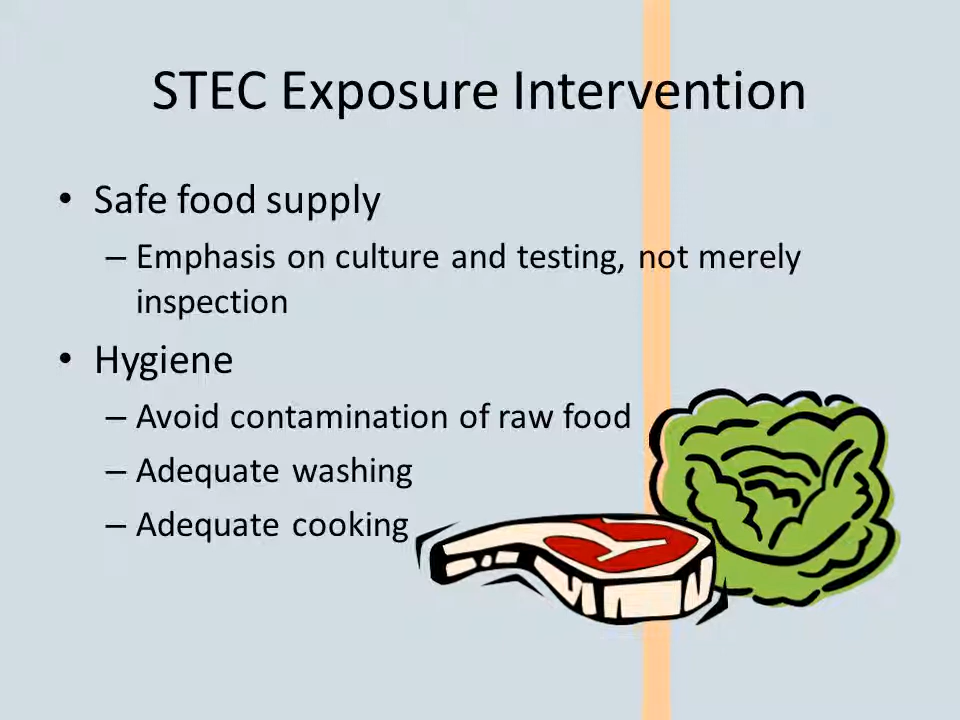 STEC Exposure Intervention
• Safe food supply
– Emphasis on culture and testing, not merely
inspection
• Hygiene
– Avoid contamination of raw food
– Adequate washing
– Adequate cooking